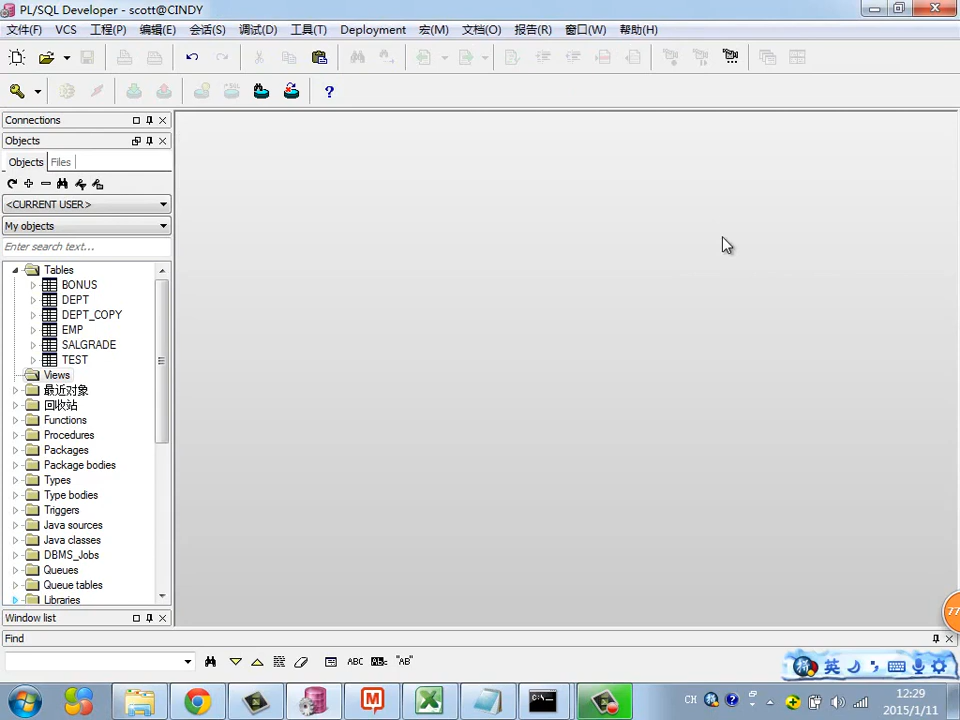 PL/SQL Developer - scott@CINDY
文件(F) VCS 工程(P) 编辑(E) 会话(S) 调试(D) 工具(T) Deployment 宏(M) 文档(O) 报告(R) 窗口(W) 帮助(H)
Connections
Objects
Objects Files
<CURRENT USER>
My objects
Enter search text...
Tables
BONUS
DEPT
DEPT_COPY
EMP
SALGRADE
TEST
Views
最近对象
回收站
Functions
Procedures
Packages
Package bodies
Types
Type bodies
Triggers
Java sources
Java classes
DBMS_Jobs
Queues
Queue tables
Libraries
Window list
77
Find
ABC "AB"
英
CH
12:29
2015/1/11